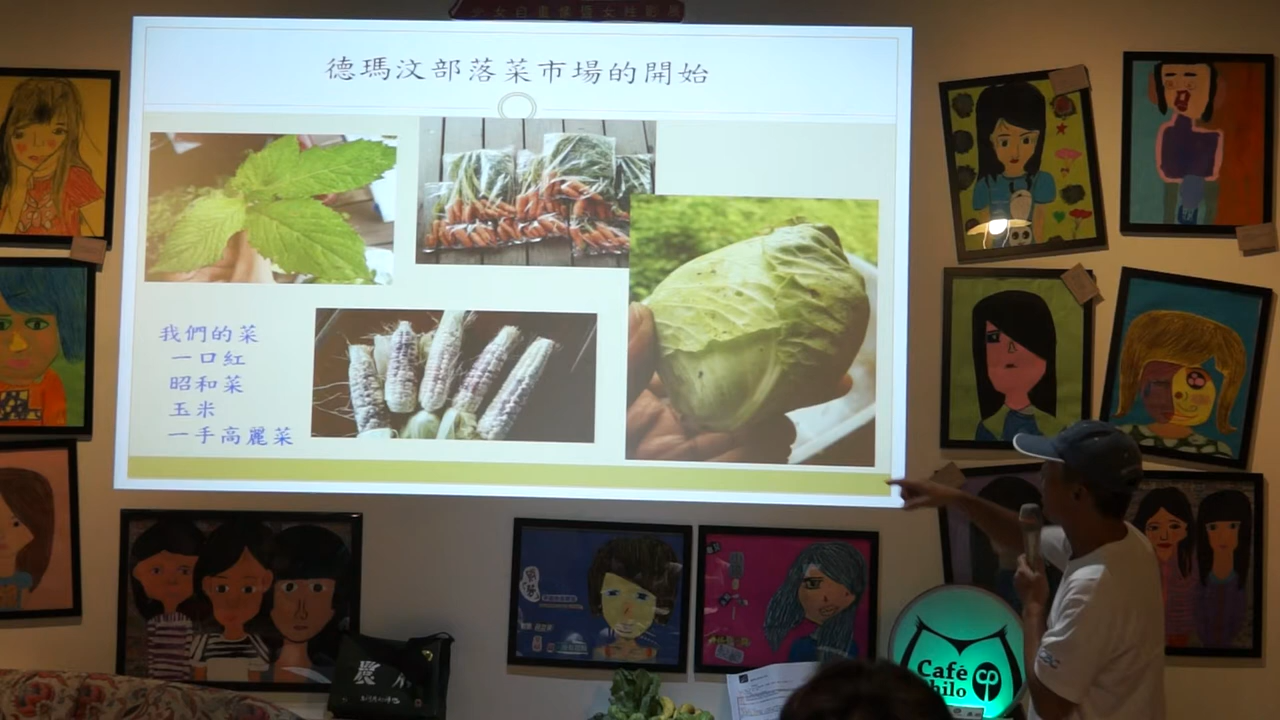 德瑪汶部落菜市場的開始
我們的菜
一口紅
昭和菜
玉米
一手高麗菜
Café
Philo